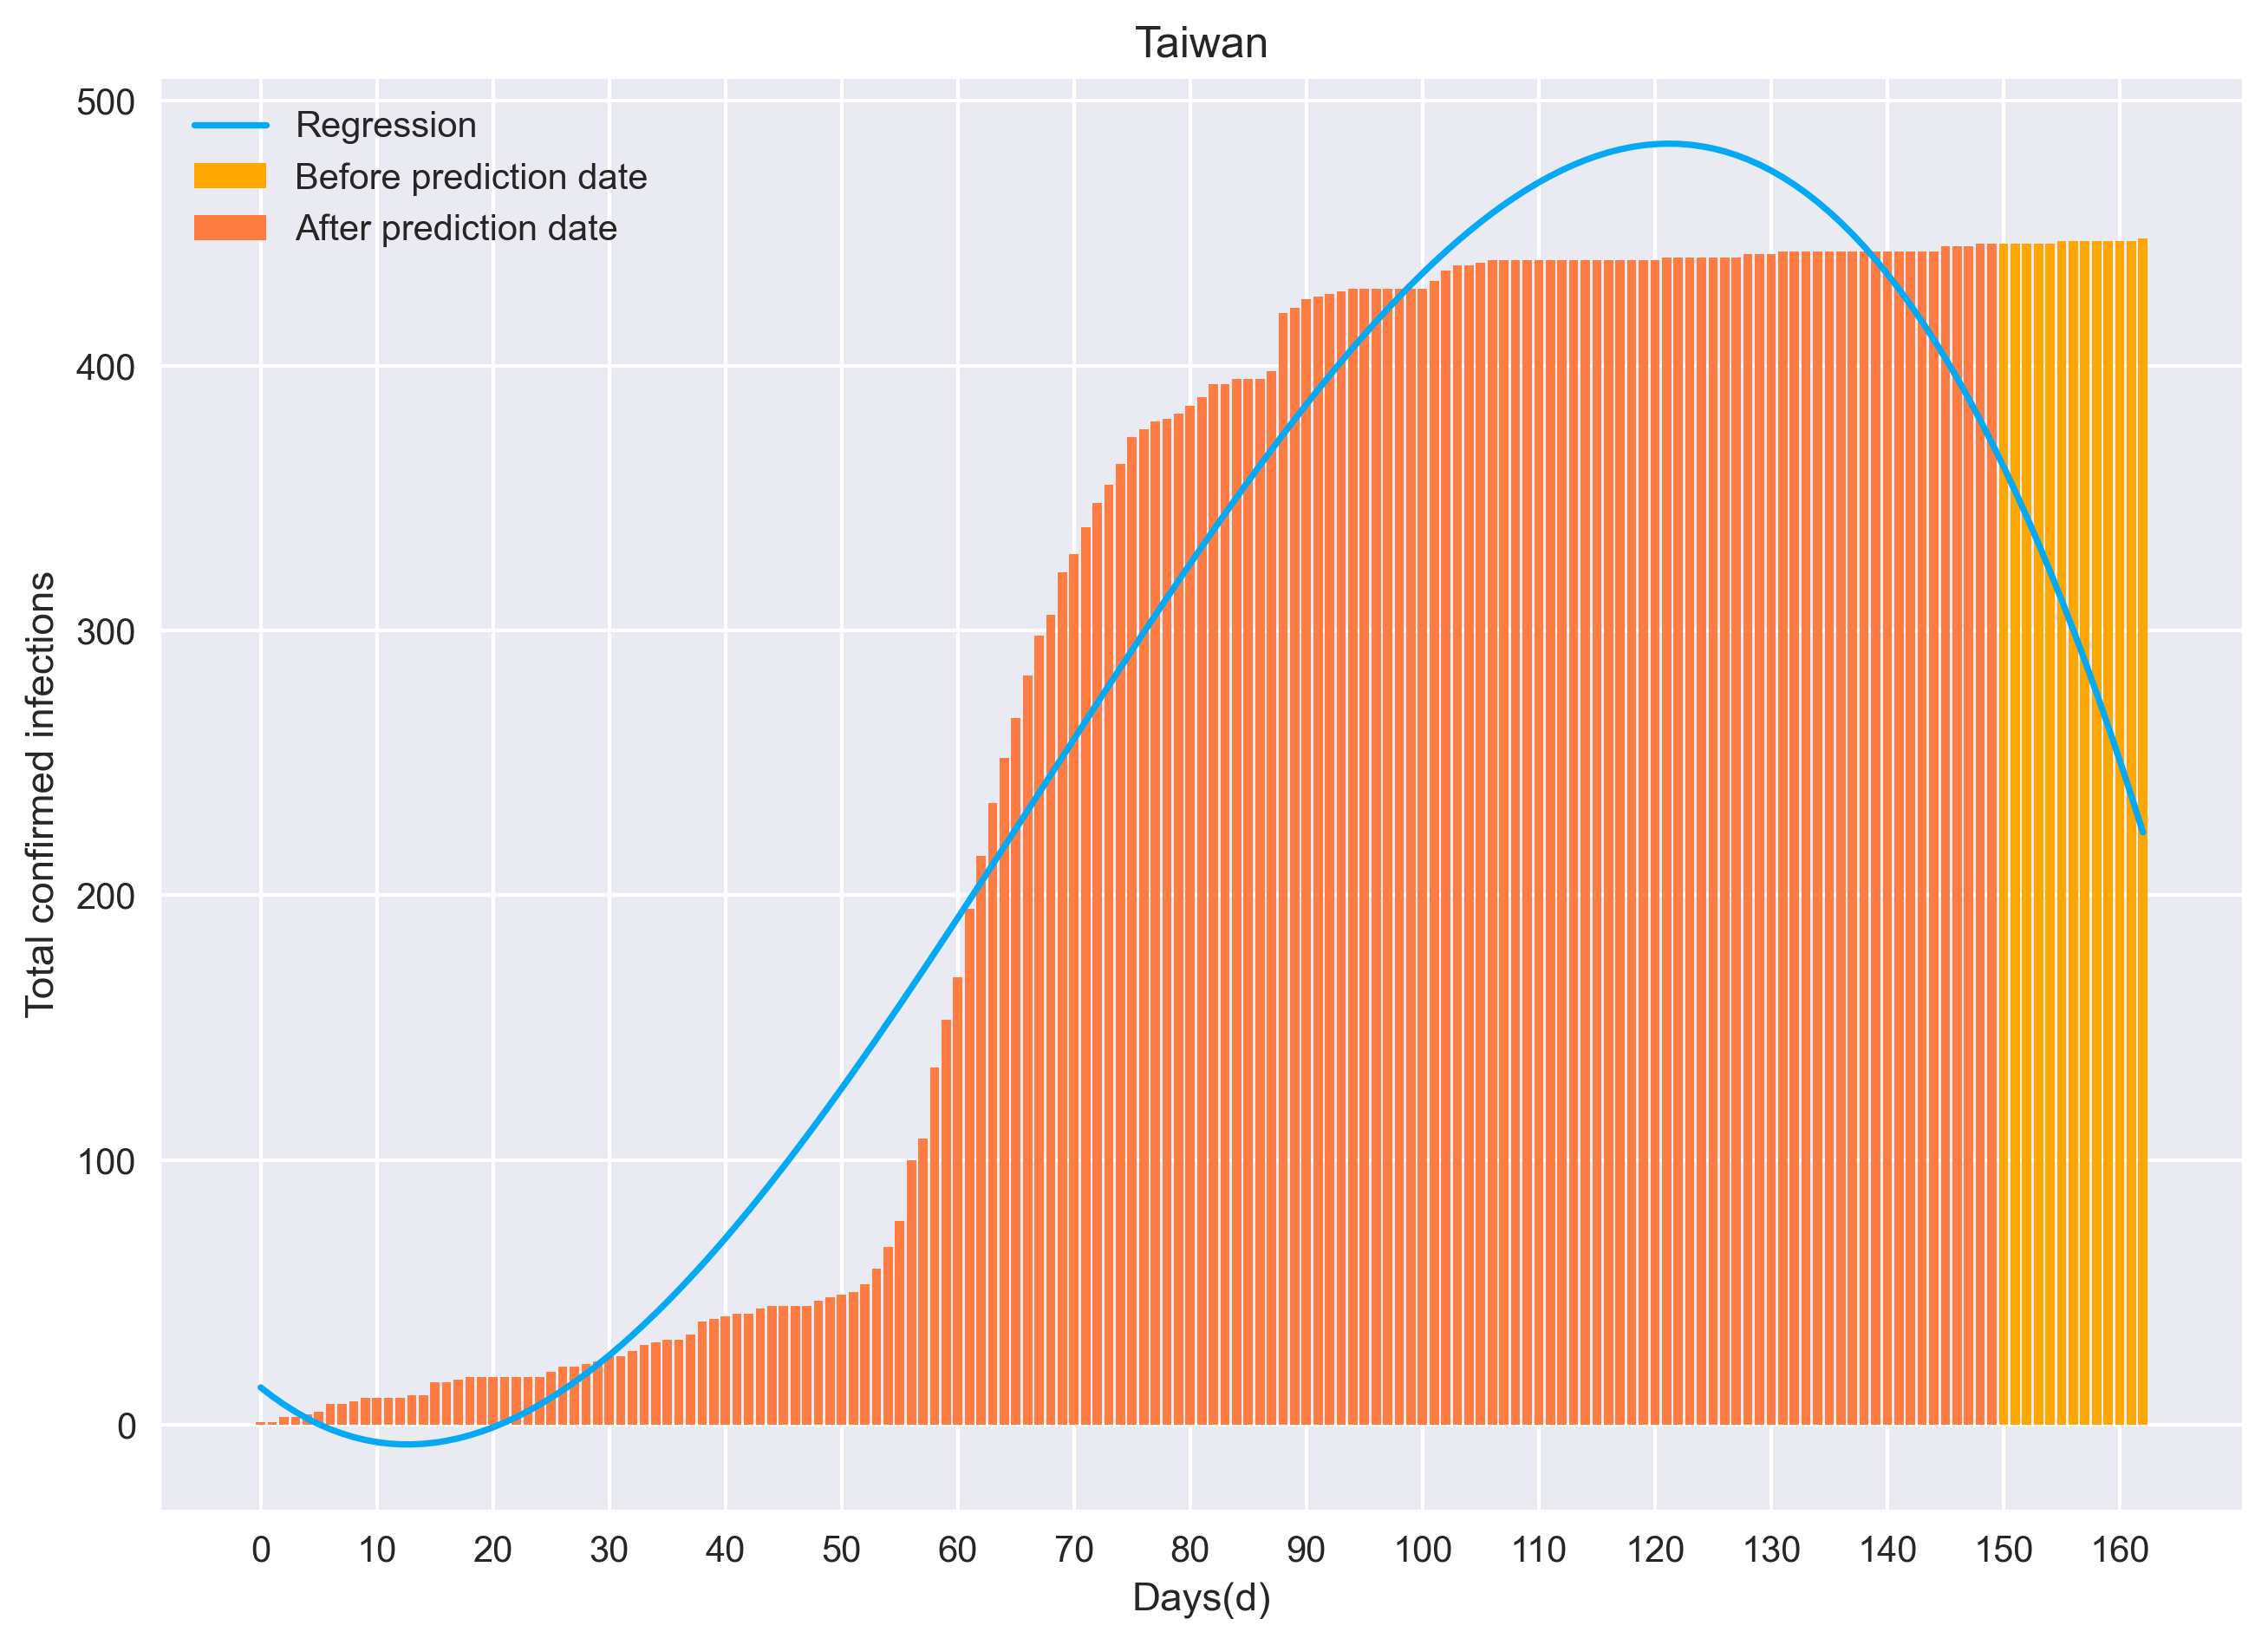 Taiwan
500
400
300
200
100
0
Total confirmed infections
Regression
Before prediction date
After prediction date
0 10 20 30 40 50 60 70 80 90 100 110 120 130 140 150 160
Days(d)